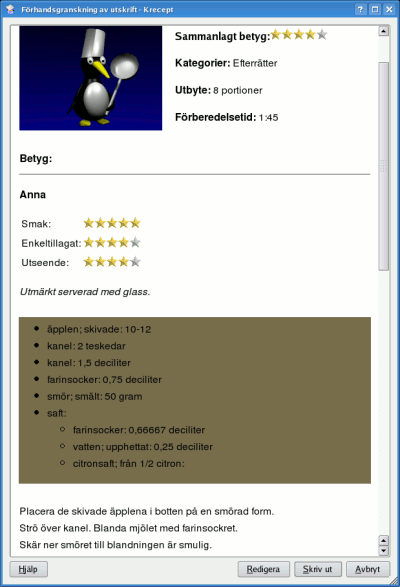 Förhandsgranskning av utskrift - Krecept
Sammanlagt betyg:
Kategorier: Efterrätter
Utbyte: 8 portioner
Förberedelsetid: 1:45
Betyg:
Anna
Smak:
Enkeltillagat:
Utseende:
Utmärkt serverad med glass.
äpplen; skivade: 10-12
kanel: 2 teskedar
kanel: 1,5 deciliter
farinsocker: 0,75 deciliter
smör; smält: 50 gram
saft:
farinsocker: 0,66667 deciliter
vatten; upphettat: 0,25 deciliter
citronsaft; från 1/2 citron:
Placera de skivade äpplena i botten på en smörad form.
Strö över kanel. Blanda mjölet med farinsockret.
Skär ner smöret till blandningen är smulig.
Hjälp
Redigera
Skriv ut
Avbryt